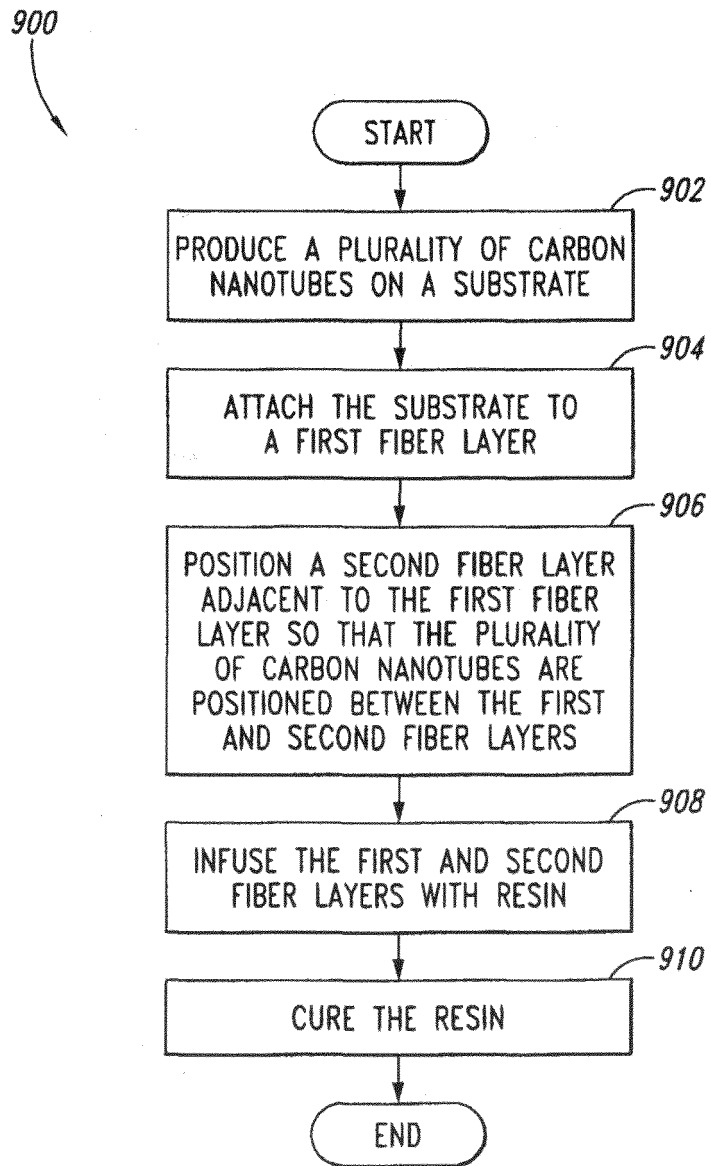 900
START
902
PRODUCE A PLURALITY OF CARBON
NANOTUBES ON A SUBSTRATE
904
ATTACH THE SUBSTRATE TO
A FIRST FIBER LAYER
906
POSITION A SECOND FIBER LAYER
ADJACENT TO THE FIRST FIBER
LAYER SO THAT THE PLURALITY
OF CARBON NANOTUBES ARE
POSITIONED BETWEEN THE FIRST
AND SECOND FIBER LAYERS
908
INFUSE THE FIRST AND SECOND
FIBER LAYERS WITH RESIN
910
CURE THE RESIN
END